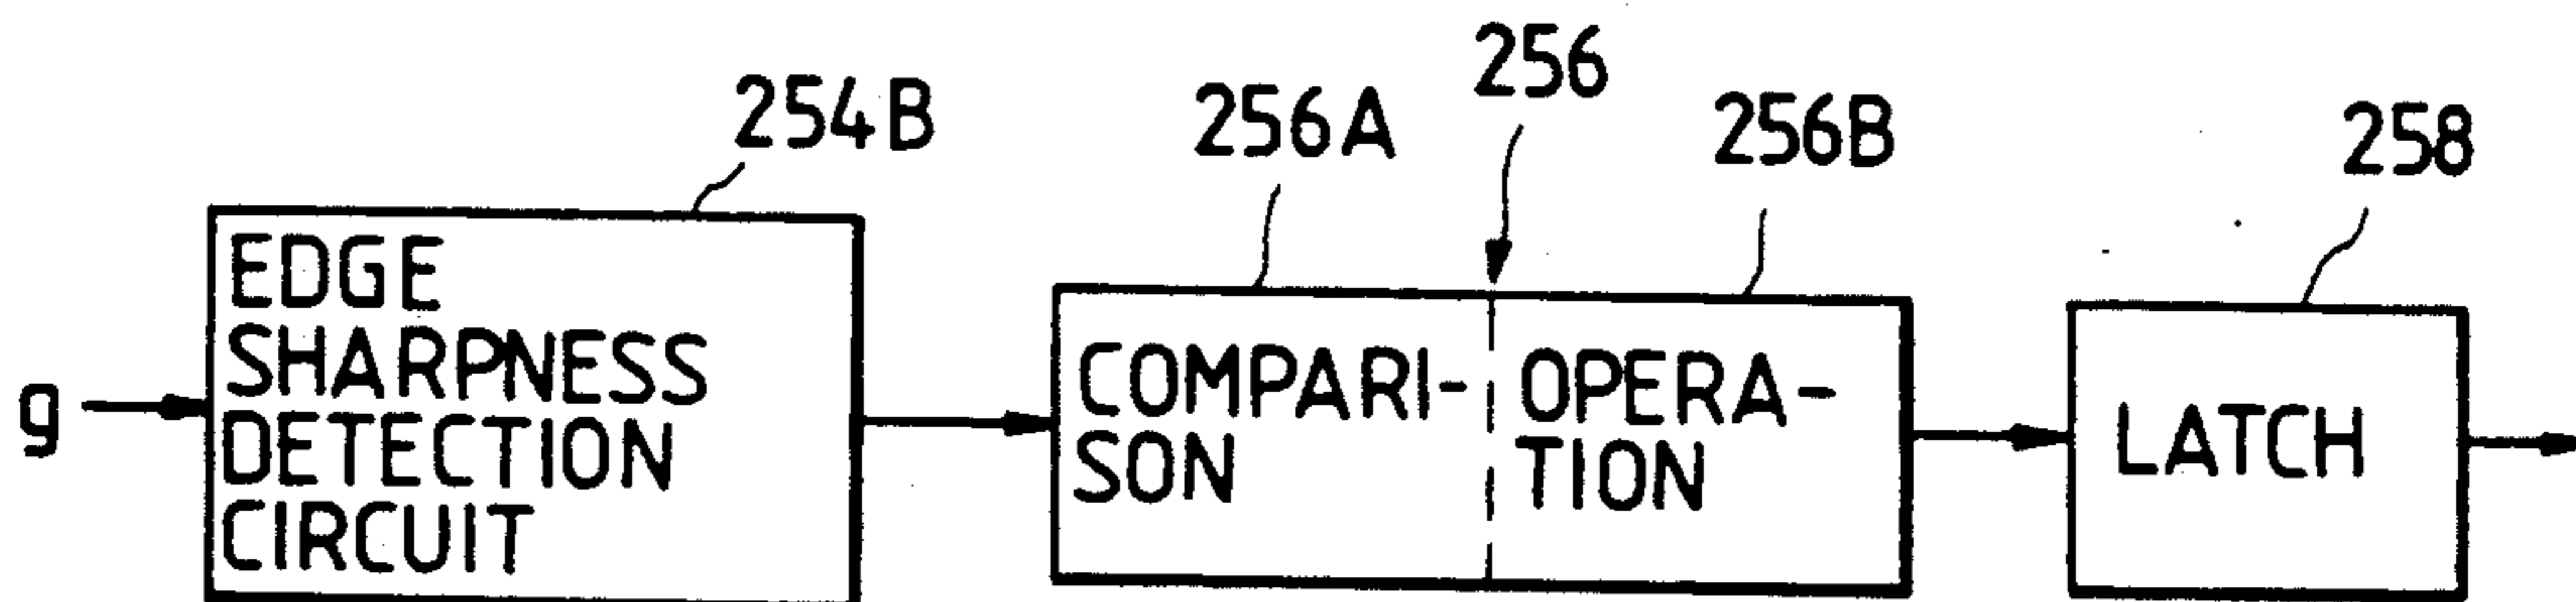 254B
256A
256
256B
258
g
EDGE
SHARPNESS
DETECTION
CIRCUIT
COMPARI-
SON
OPERA-
TION
LATCH